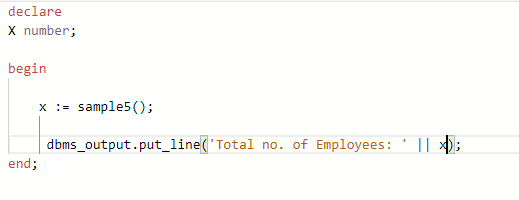 declare
X number;
begin
x := sample5();
dbms_output.put_line('Total no. of Employees: ' || x);
end;